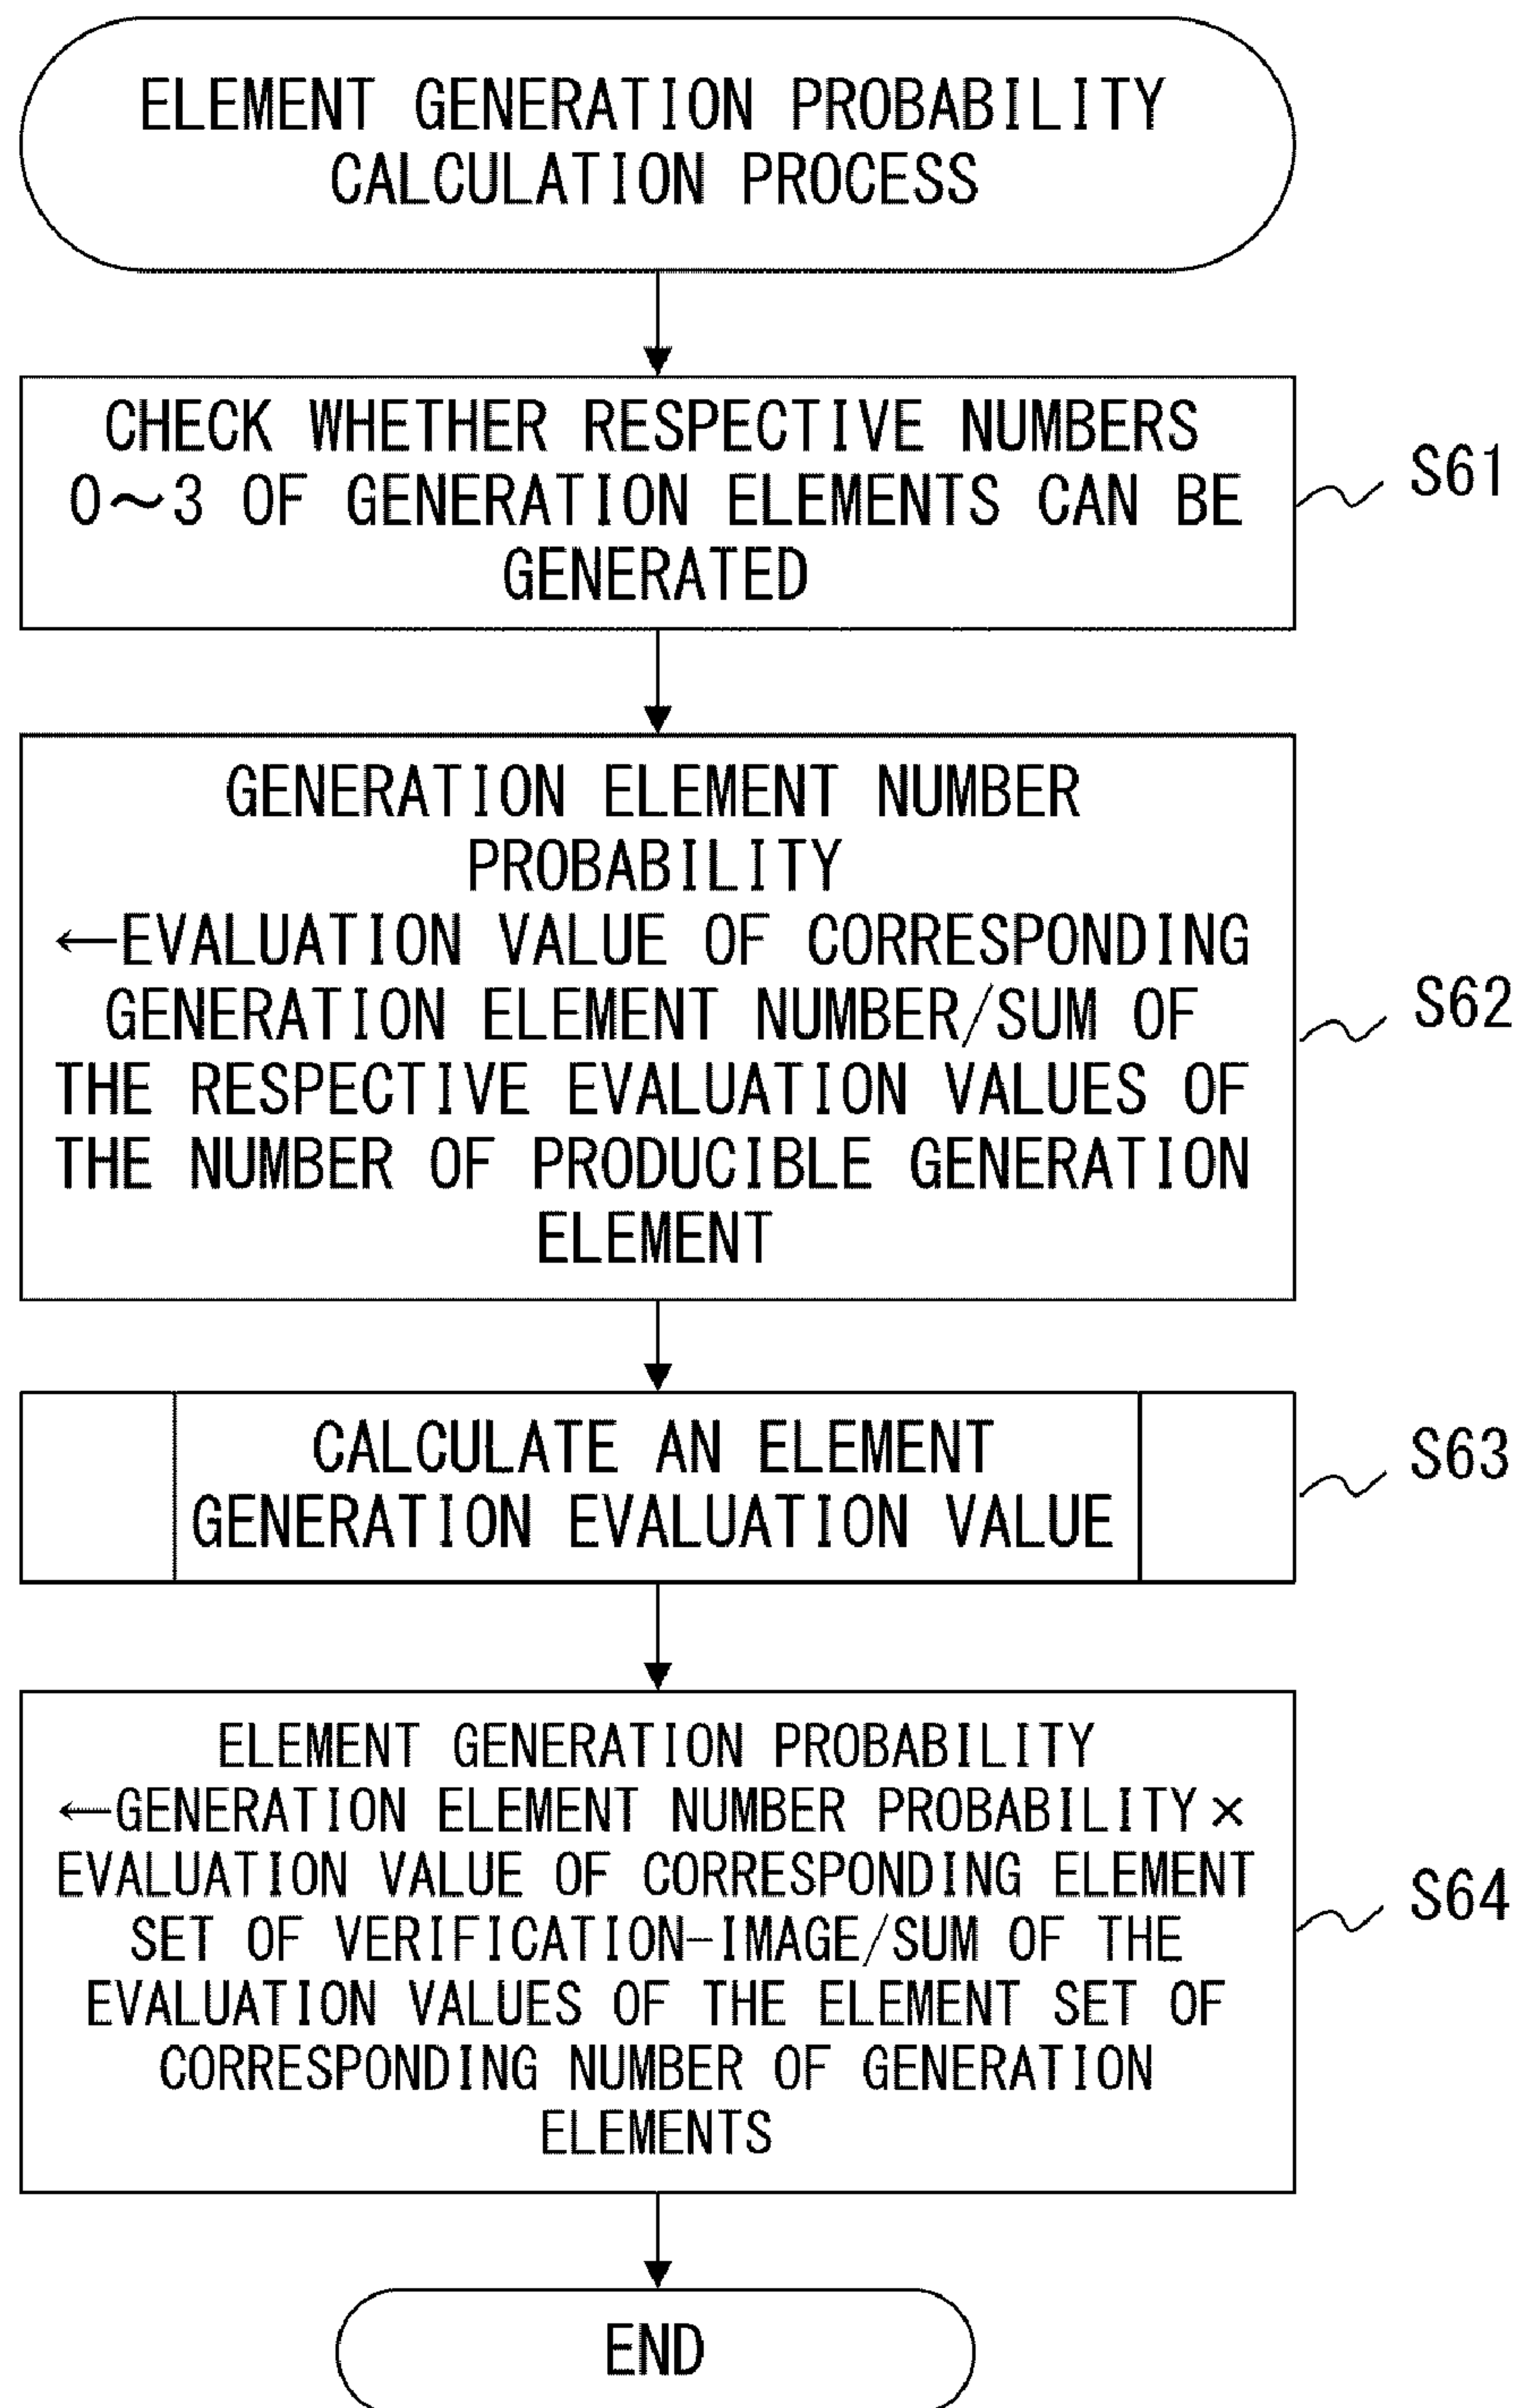 ELEMENT GENERATION PROBABILITY
CALCULATION PROCESS
CHECK WHETHER RESPECTIVE NUMBERS
0～3 OF GENERATION ELEMENTS CAN BE
GENERATED
S61
GENERATION ELEMENT NUMBER
PROBABILITY
←EVALUATION VALUE OF CORRESPONDING
GENERATION ELEMENT NUMBER/SUM OF
THE RESPECTIVE EVALUATION VALUES OF
THE NUMBER OF PRODUCIBLE GENERATION
ELEMENT
S62
CALCULATE AN ELEMENT
GENERATION EVALUATION VALUE
S63
ELEMENT GENERATION PROBABILITY
←GENERATION ELEMENT NUMBER PROBABILITY×
EVALUATION VALUE OF CORRESPONDING ELEMENT
SET OF VERIFICATION-IMAGE/SUM OF THE
EVALUATION VALUES OF THE ELEMENT SET OF
CORRESPONDING NUMBER OF GENERATION
ELEMENTS
S64
END